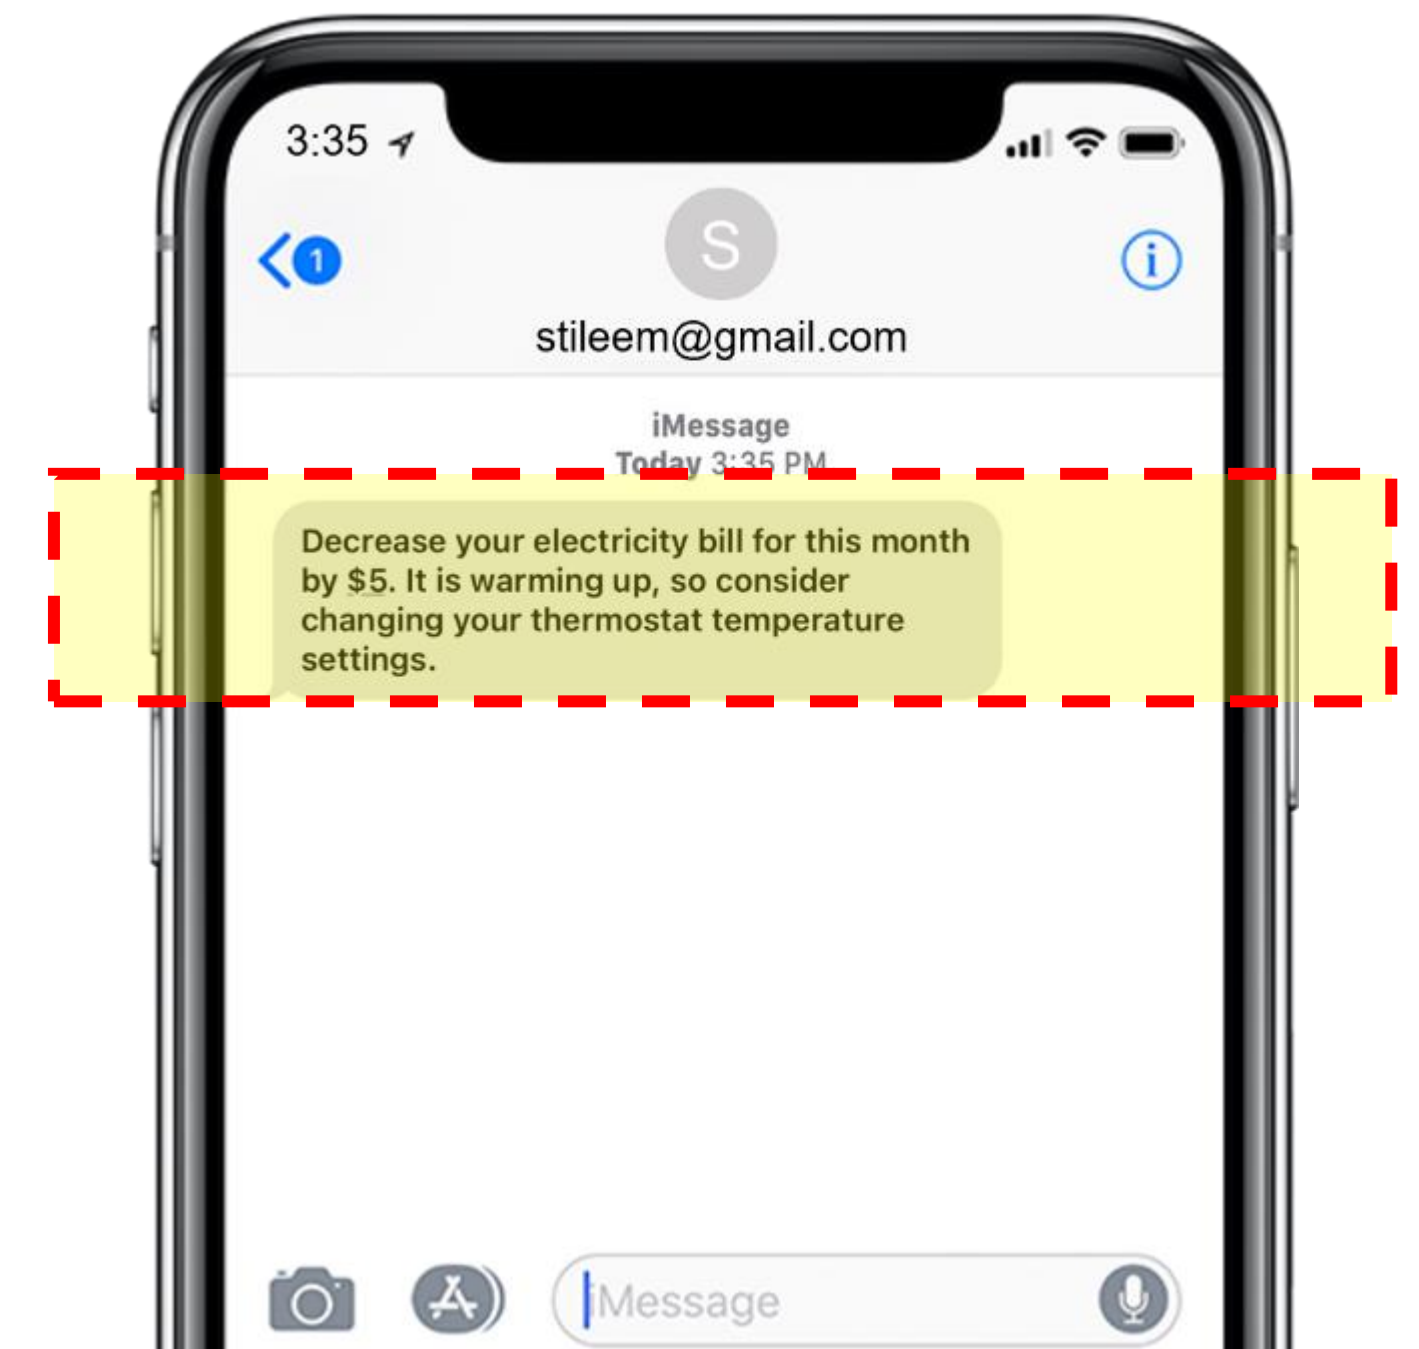 3:35
1
S
i
stileem@gmail.com
iMessage
Today 3:35 PM
Decrease your electricity bill for this month
by $5. It is warming up, so consider
changing your thermostat temperature
settings.
iMessage